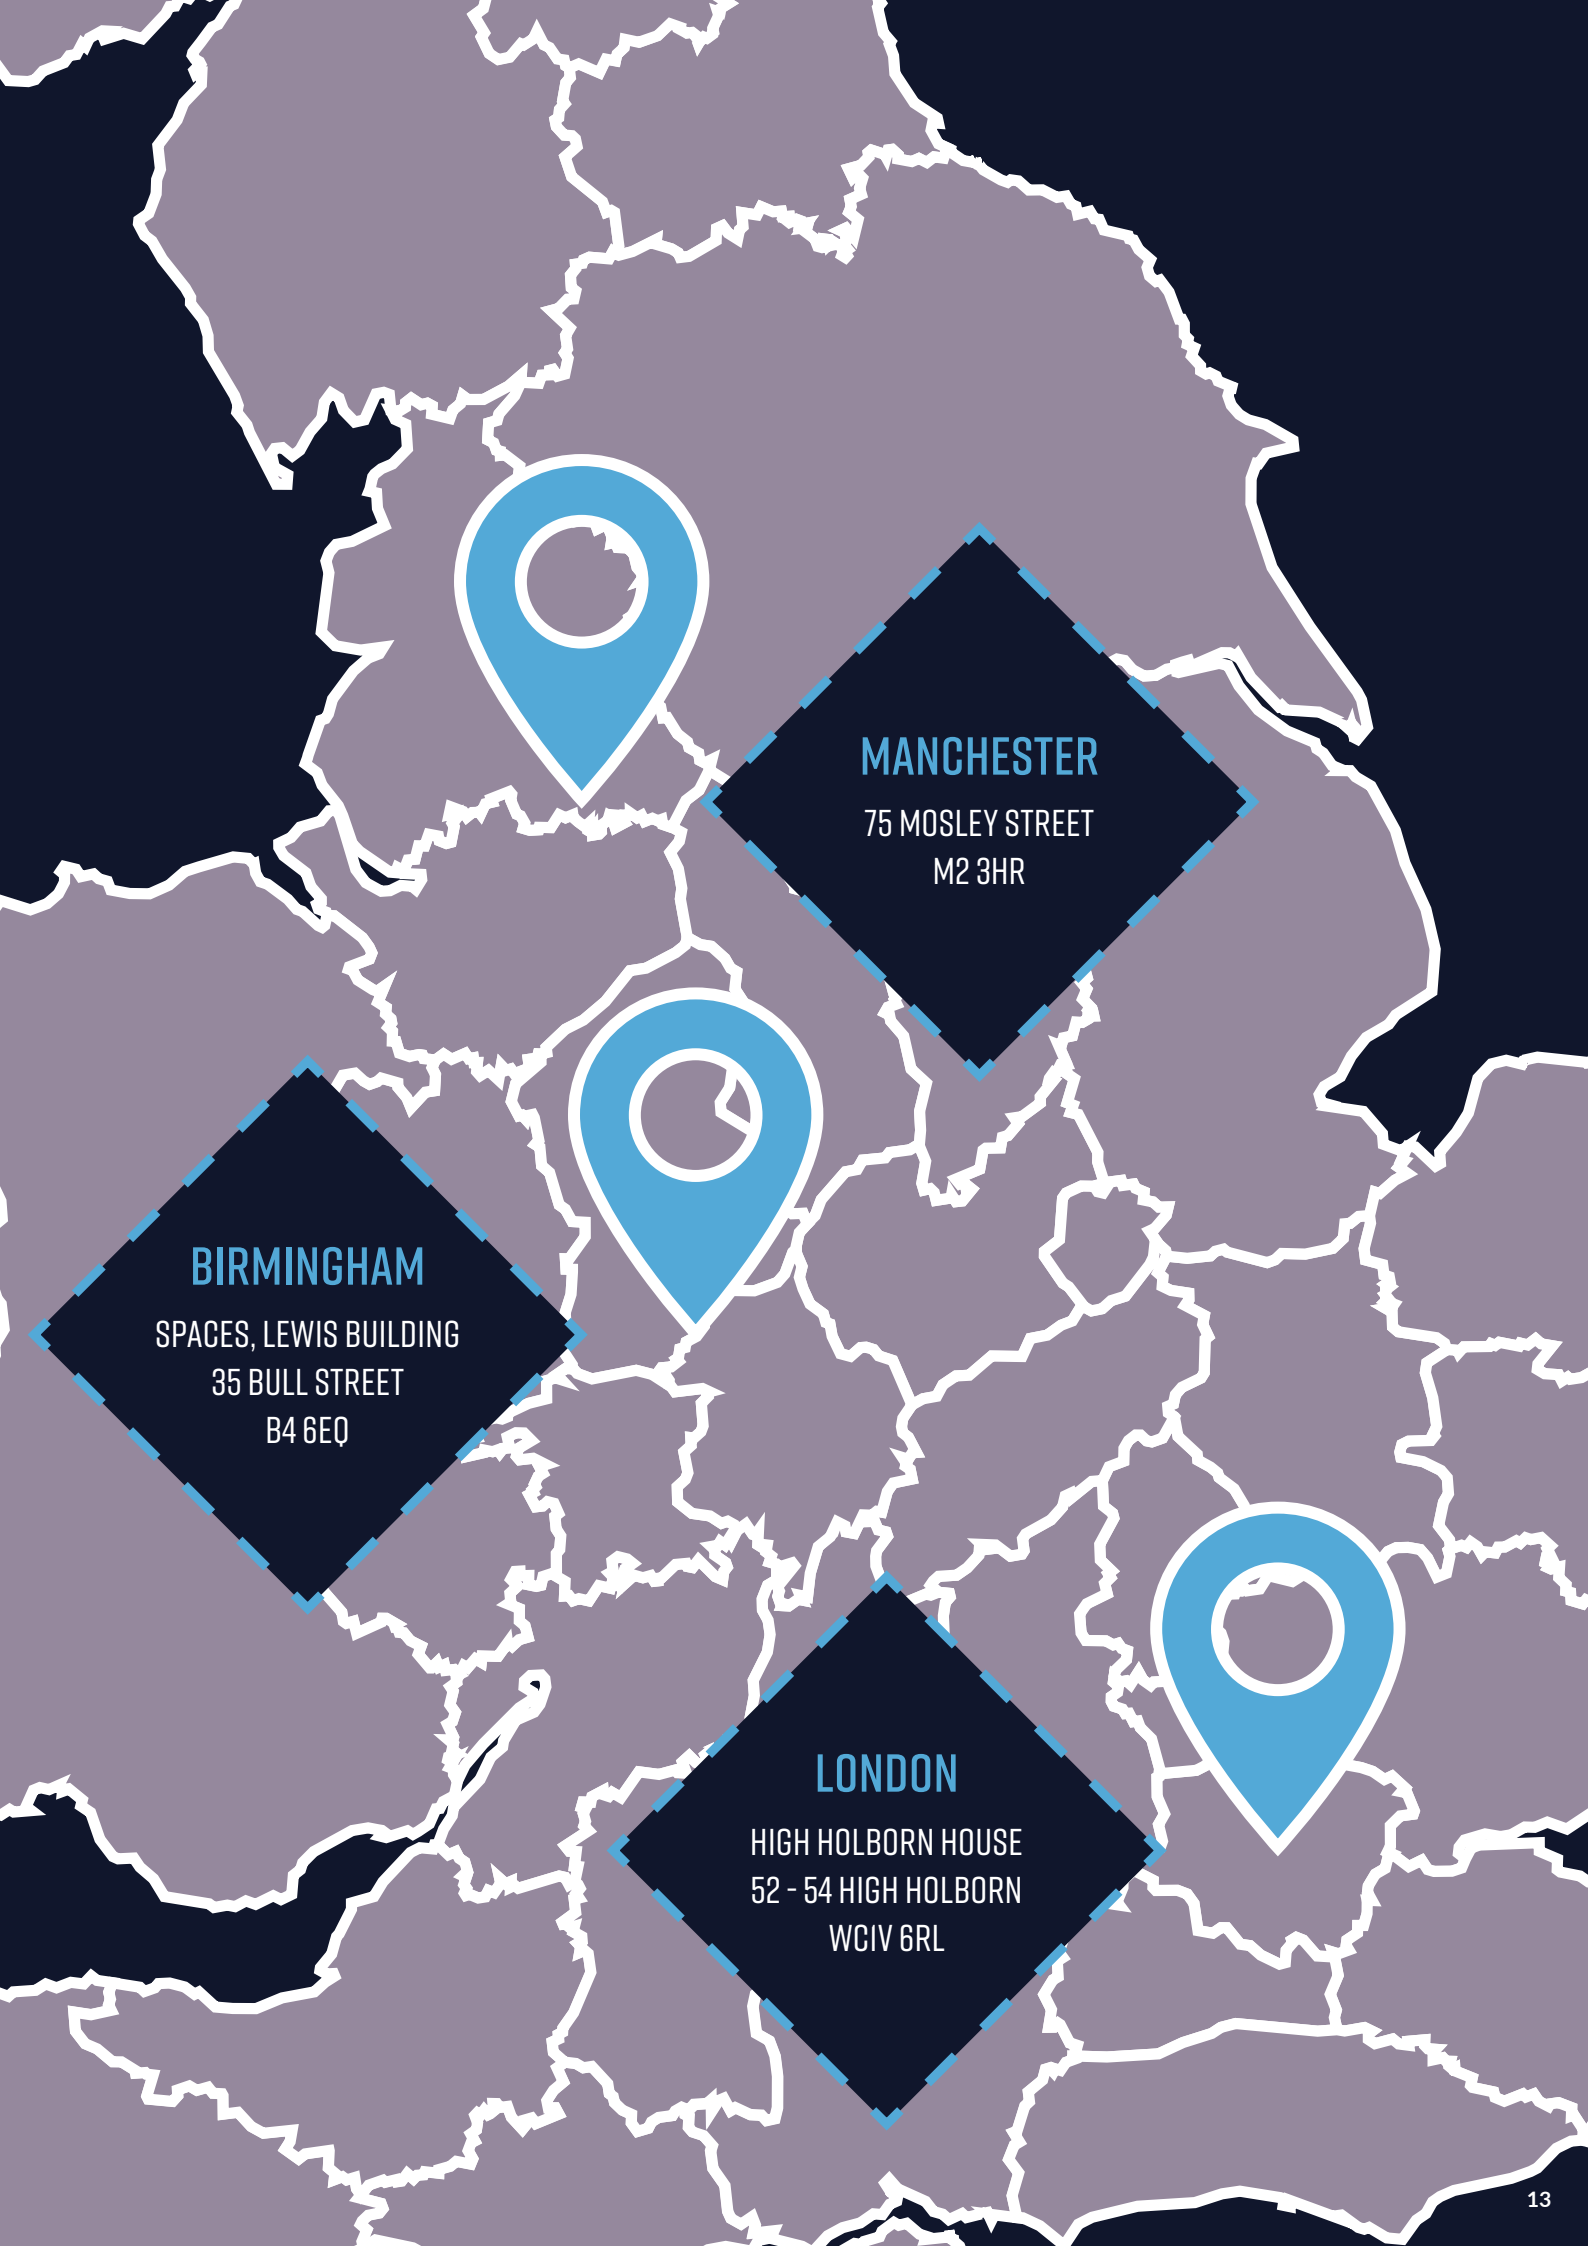 MANCHESTER
75 MOSLEY STREET
M2 3HR
BIRMINGHAM
SPACES, LEWIS BUILDING
35 BULL STREET
B4 6EQ
LONDON
HIGH HOLBORN HOUSE
52 - 54 HIGH HOLBORN
WC1V 6RL
13